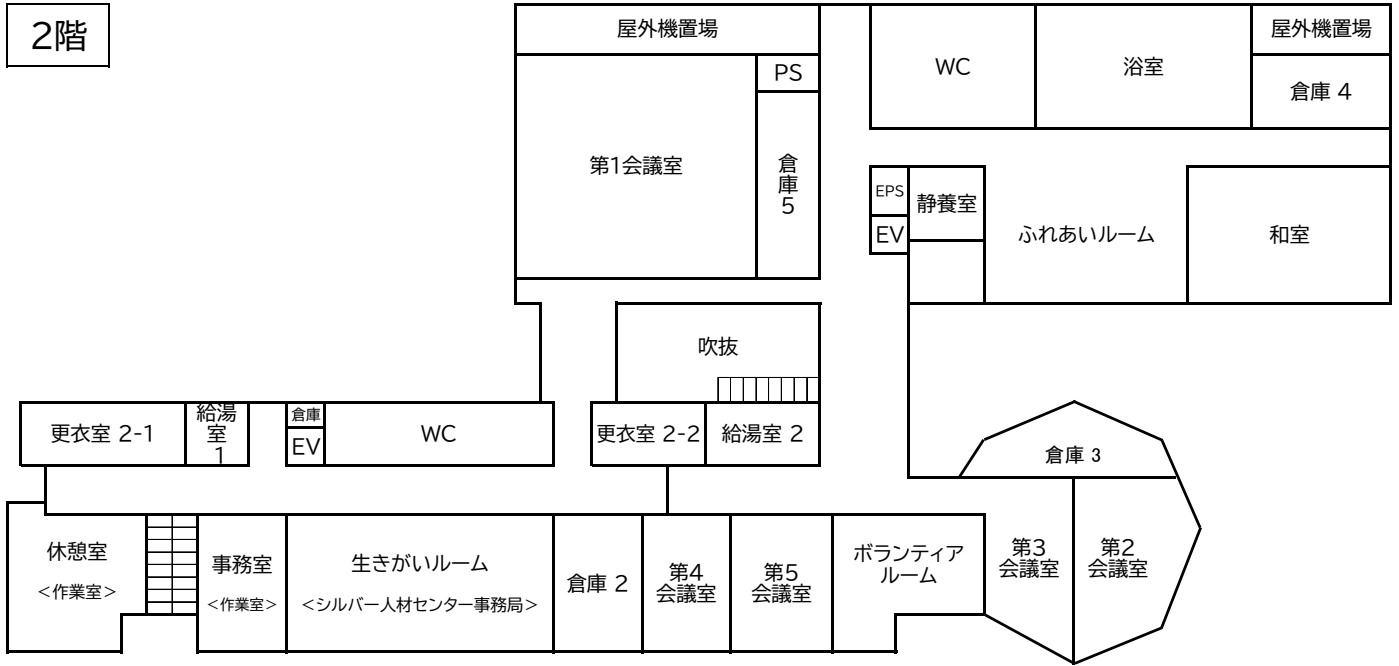 2階
屋外機置場
屋外機置場
WC
浴室
PS
倉庫 4
第1会議室
倉庫5
EPS
静養室
EV
ふれあいルーム
和室
吹抜
更衣室 2-1
給湯
室
1
倉庫
EV
WC
更衣室 2-2
給湯室 2
倉庫 3
休憩室
<作業室>
事務室
<作業室>
生きがいルーム
<シルバー人材センター事務局>
倉庫 2
第4
会議室
第5
会議室
ボランティア
ルーム
第3
会議室
第2
会議室